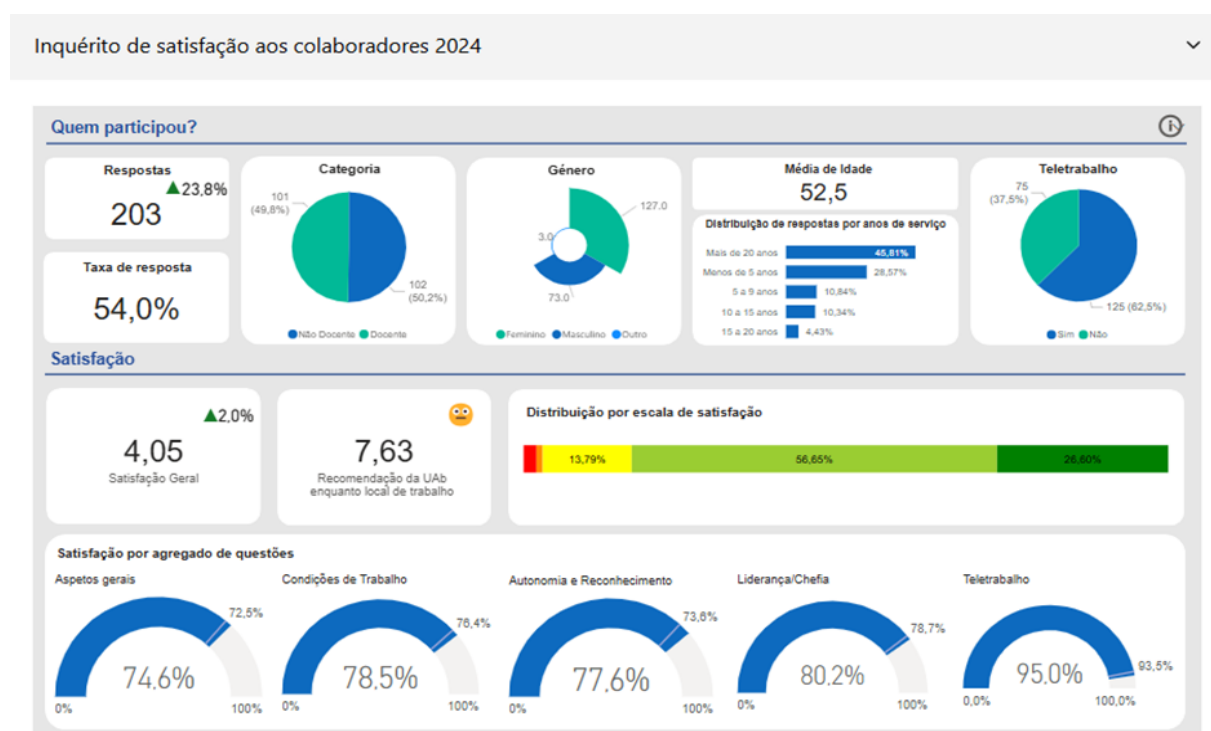 Inquérito de satisfação aos colaboradores 2024
Quem participou?
Respostas
▲23,8%
203
Taxa de resposta
54,0%
Categoria
101
(49,8%)
102
(50,2%)
Não Docente Docente
Género
127.0
3.0
73.0
Feminino Masculino Outro
Média de Idade
52,5
Distribuição de respostas por anos de serviço
Mais de 20 anos 45,81%
Menos de 5 anos 28,57%
5 a 9 anos 10,84%
10 a 15 anos 10,34%
15 a 20 anos 4,43%
Teletrabalho
75
(37,5%)
125 (62,5%)
Sim Não
Satisfação
▲2,0%
4,05
Satisfação Geral
7,63
Recomendação da UAb
enquanto local de trabalho
Distribuição por escala de satisfação
13,79% 56,65% 26,60%
Satisfação por agregado de questões
Aspetos gerais
72,5%
74,6%
0% 100%
Condições de Trabalho
76,4%
78,5%
0% 100%
Autonomia e Reconhecimento
73,6%
77,6%
0% 100%
Liderança/Chefia
78,7%
80,2%
0% 100%
Teletrabalho
93,5%
95,0%
0,0% 100,0%